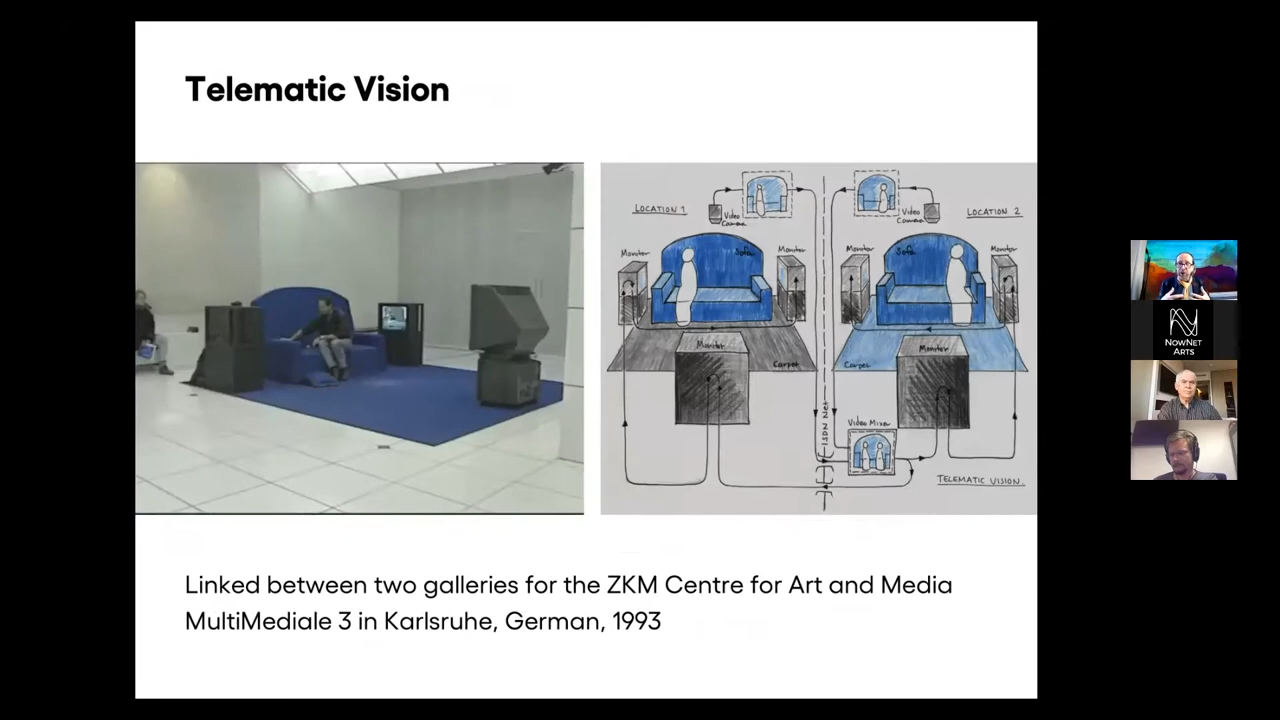 Telematic Vision
LOCATION 1
LOCATION 2
Video
Camera
Video
Camera
Monitor
Sofa
Monitor
Monitor
Sofa
Monitor
Monitor
Carpet
Carpet
Monitor
ISDN Net
Video Mixer
TELEMATIC VISION.
Linked between two galleries for the ZKM Centre for Art and Media
MultiMediale 3 in Karlsruhe, German, 1993
NOWNET
ARTS